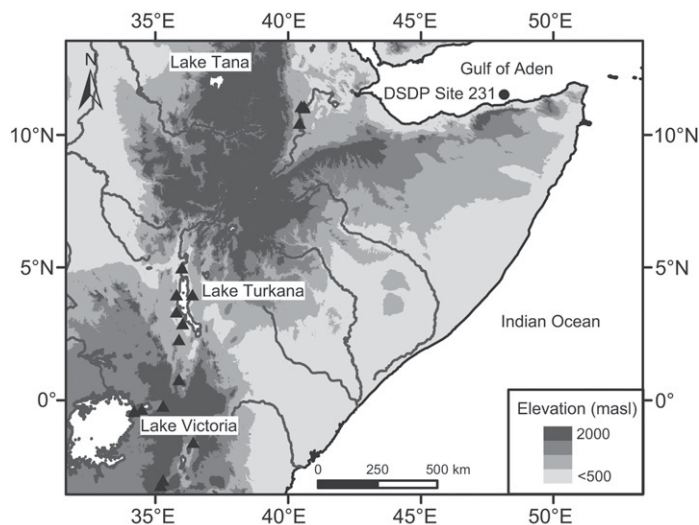 35°E 40°E 45°E 50°E
N
Lake Tana
Gulf of Aden
DSDP Site 231
10°N 10°N
5°N 5°N
Lake Turkana
Indian Ocean
0° 0°
Lake Victoria
Elevation (masl)
2000
<500
0 250 500 km
35°E 40°E 45°E 50°E